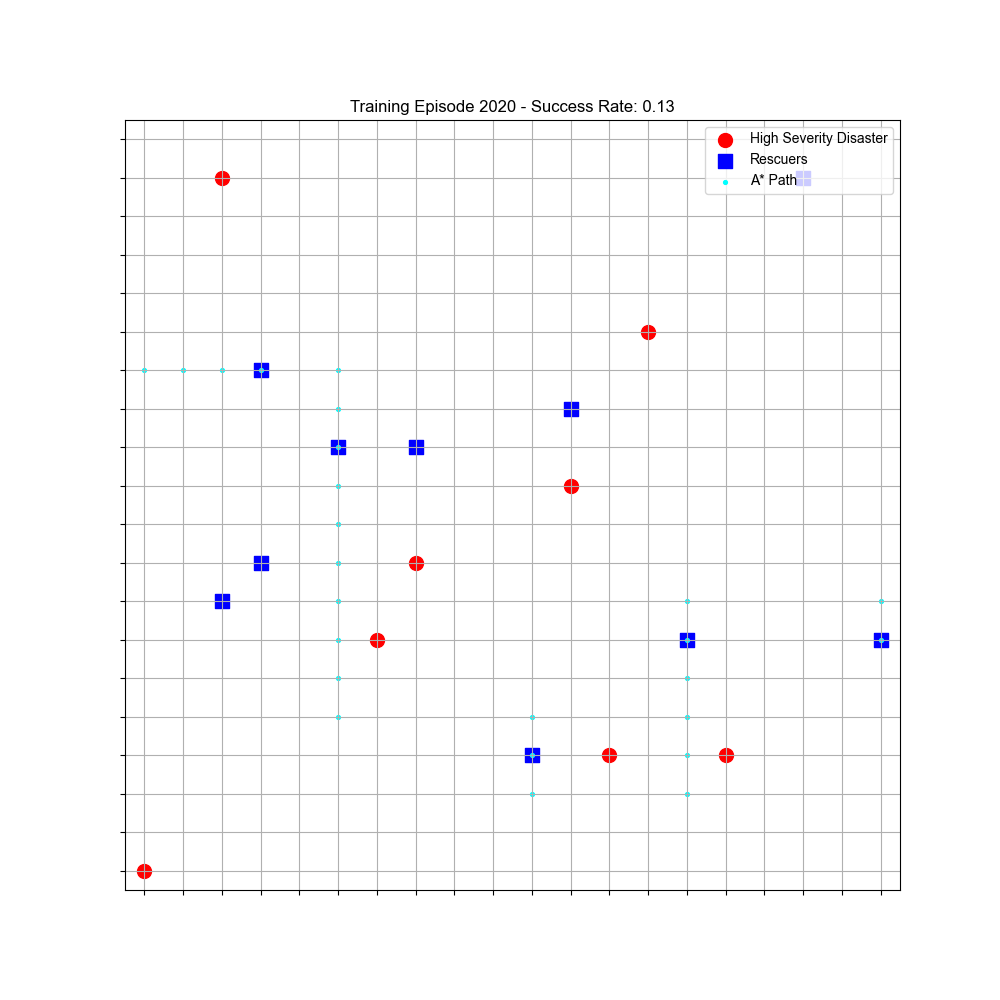 Training Episode 2020 - Success Rate: 0.13
High Severity Disaster
Rescuers
A* Path